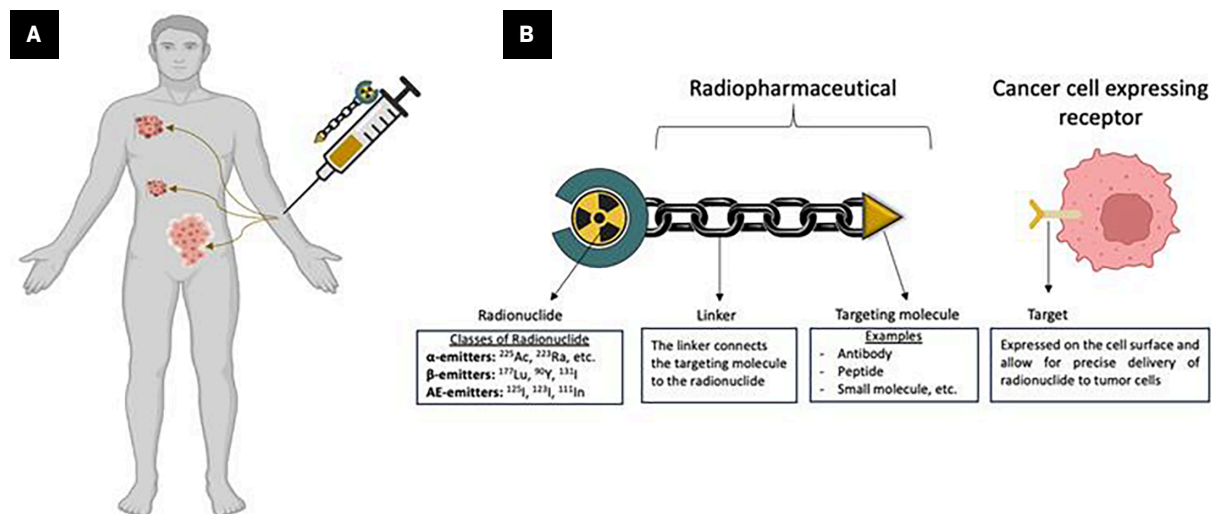 A
B
Radiopharmaceutical
Cancer cell expressing
receptor
Radionuclide
Classes of Radionuclide
α-emitters: ²²⁵Ac, ²²³Ra, etc.
β-emitters: ¹⁷⁷Lu, ⁹⁰Y, ¹³¹I
AE-emitters: ¹²⁵I, ¹²³I, ¹¹¹In
Linker
The linker connects
the targeting molecule
to the radionuclide
Targeting molecule
Examples
- Antibody
- Peptide
- Small molecule, etc.
Target
Expressed on the cell surface and
allow for precise delivery of
radionuclide to tumor cells